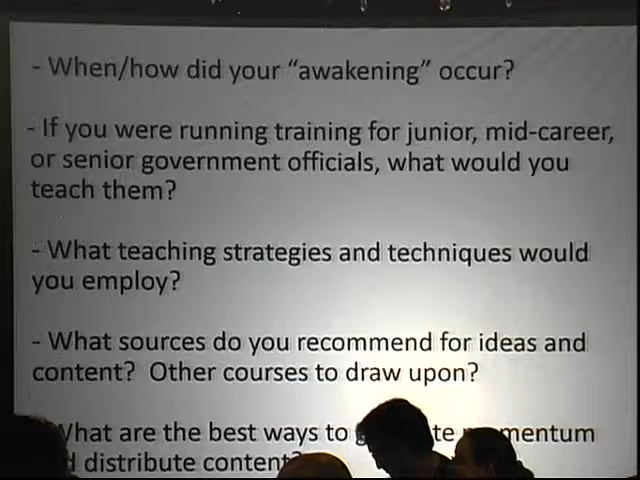 - When/how did your “awakening” occur?
- If you were running training for junior, mid-career,
or senior government officials, what would you
teach them?
- What teaching strategies and techniques would
you employ?
- What sources do you recommend for ideas and
content?  Other courses to draw upon?
What are the best ways to
distribute content?